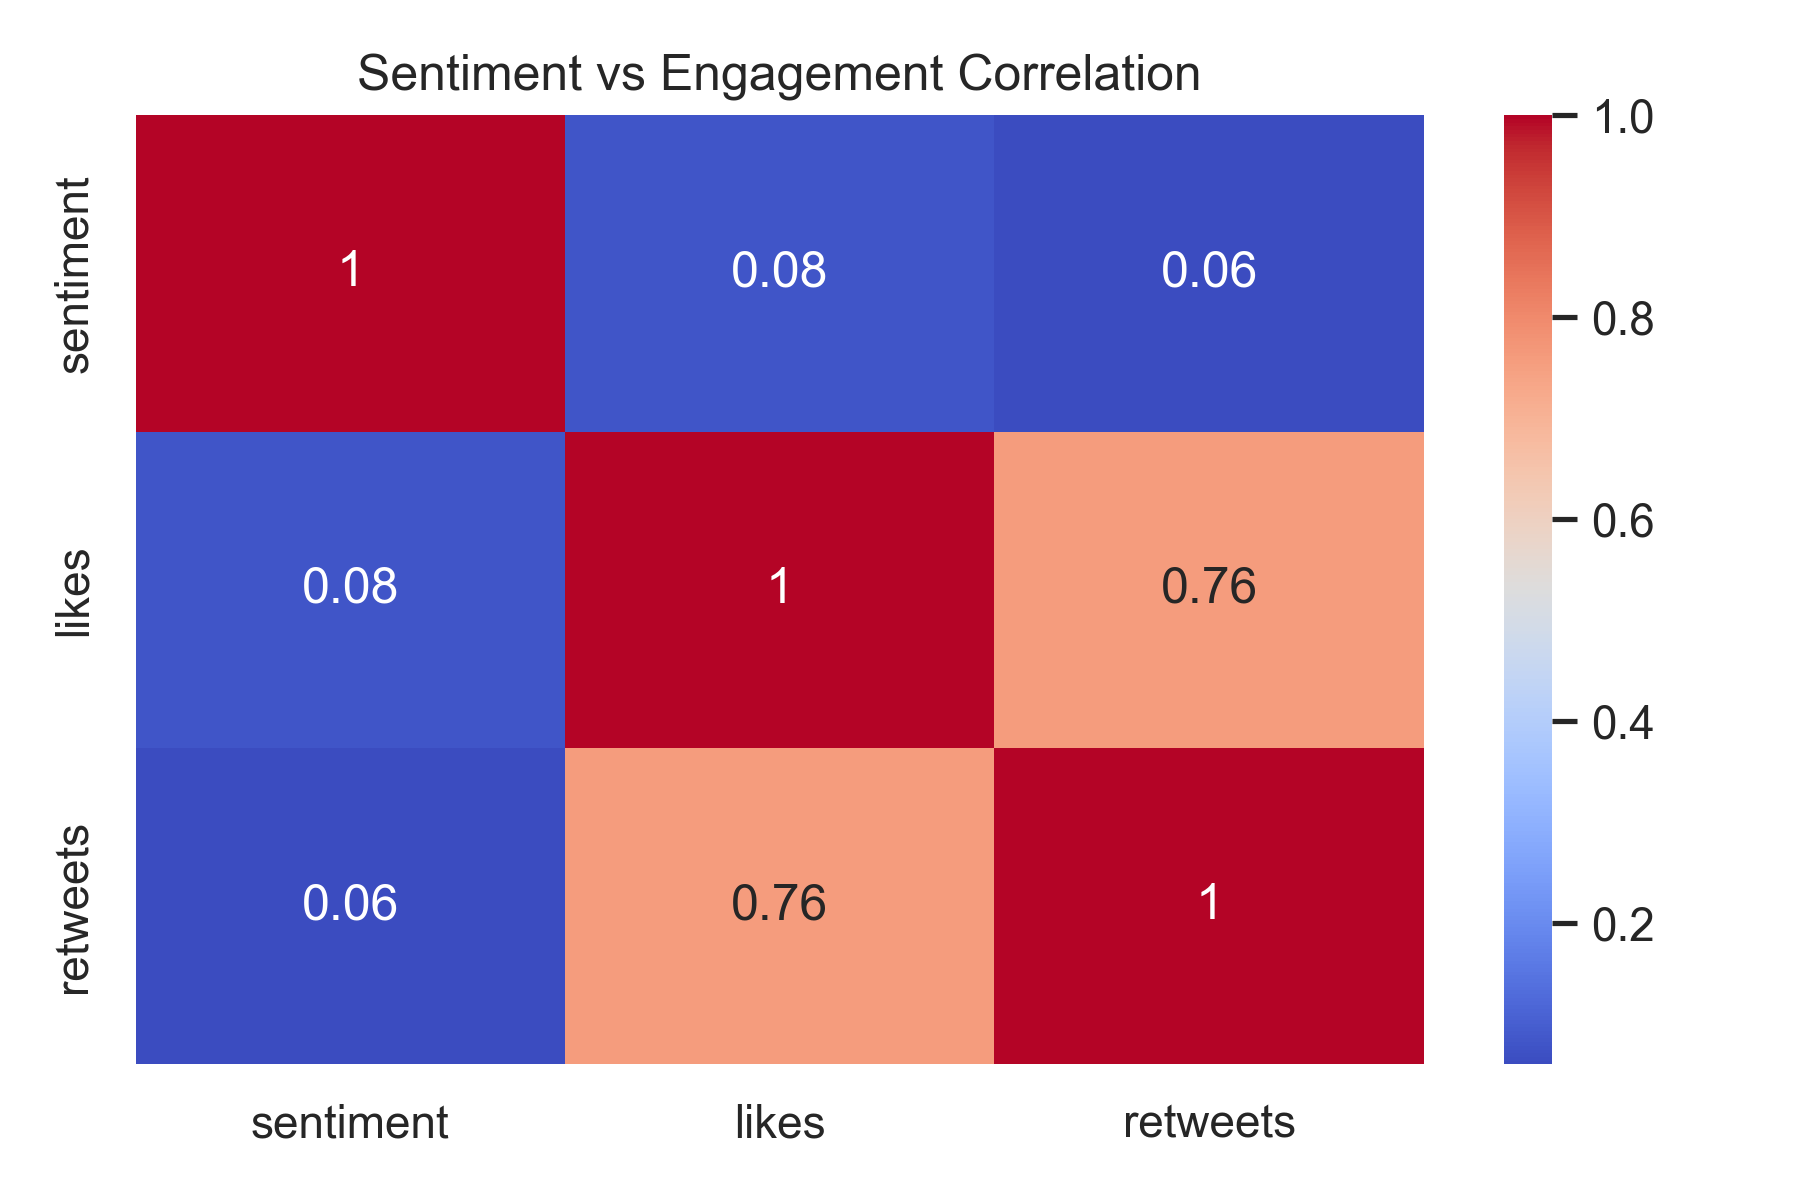 Sentiment vs Engagement Correlation
sentiment
1
0.08
0.06
likes
0.08
1
0.76
retweets
0.06
0.76
1
sentiment
likes
retweets
1.0
0.8
0.6
0.4
0.2